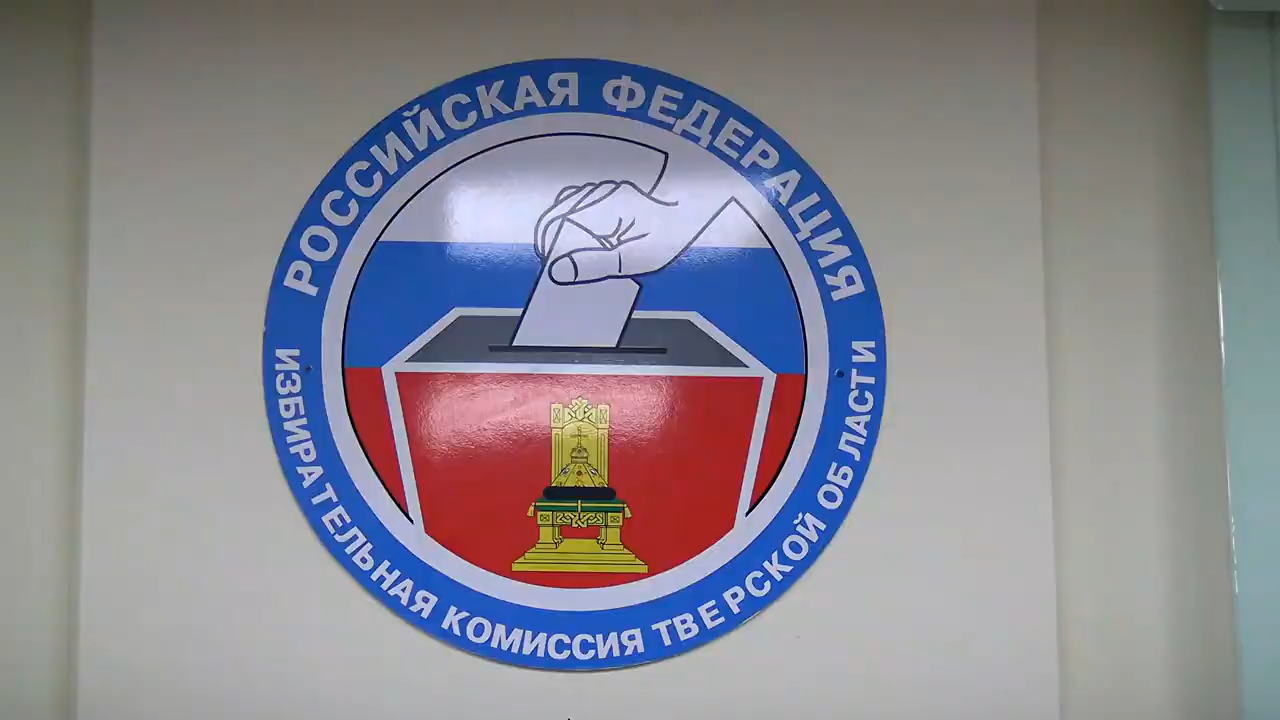 РОССИЙСКАЯ ФЕДЕРАЦИЯ
ИЗБИРАТЕЛЬНАЯ КОМИССИЯ ТВЕРСКОЙ ОБЛАСТИ